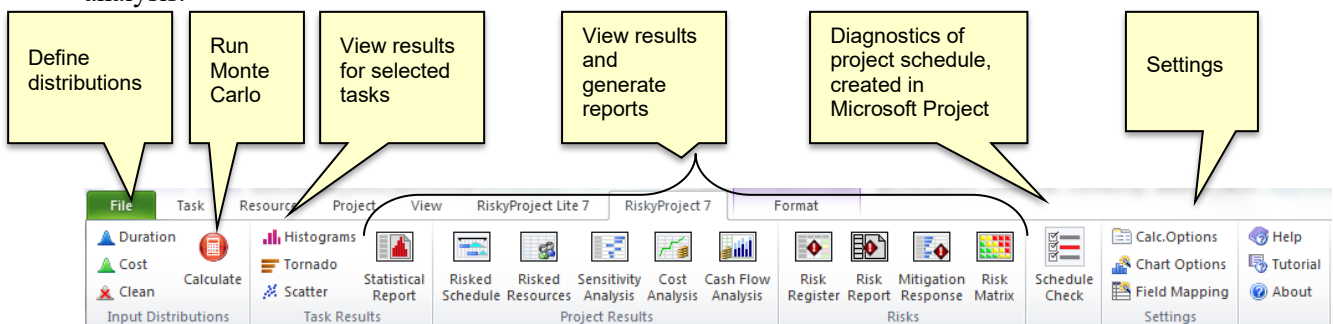 analysis.
Define
distributions
Run
Monte
Carlo
View results
for selected
tasks
View results
and
generate
reports
Diagnostics of
project schedule,
created in
Microsoft Project
Settings
File Task Resource Project View RiskyProject Lite 7 RiskyProject 7 Format
Duration
Cost
Clean
Calculate
Input Distributions
Histograms
Tornado
Scatter
Statistical
Report
Task Results
Risked
Schedule
Risked
Resources
Sensitivity
Analysis
Cost
Analysis
Cash Flow
Analysis
Project Results
Risk
Register
Risk
Report
Mitigation
Response
Risk
Matrix
Risks
Schedule
Check
Calc.Options
Chart Options
Field Mapping
Settings
Help
Tutorial
About